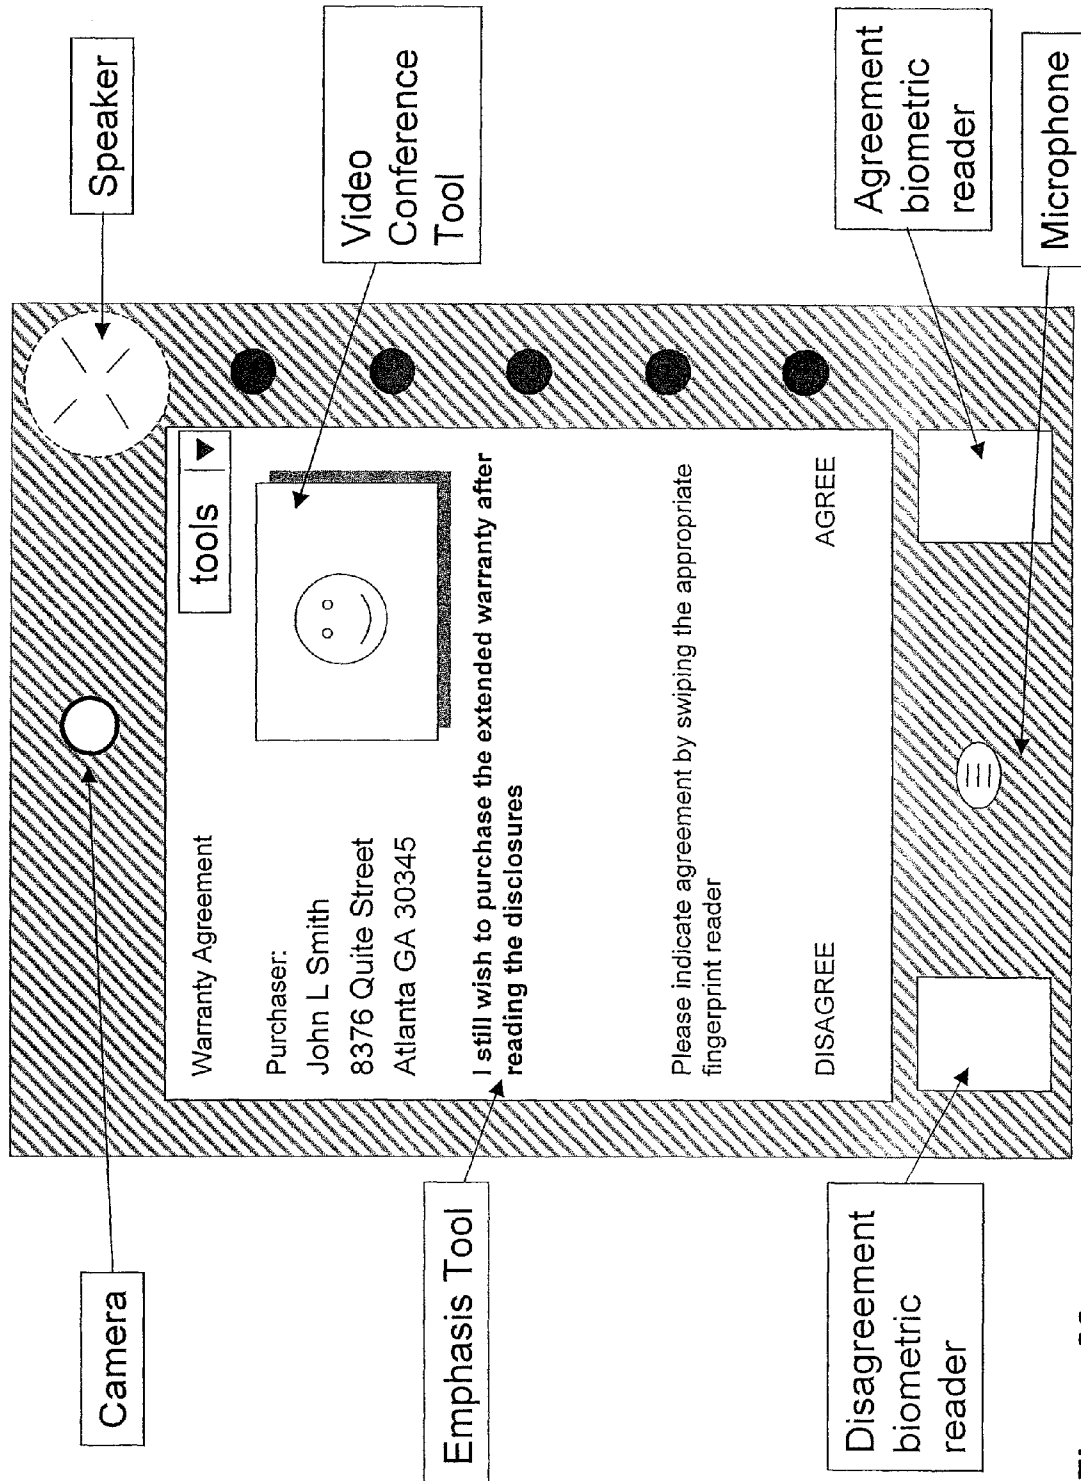 Speaker
Video
Conference
Tool
Agreement
biometric
reader
Microphone
tools
Warranty Agreement
Purchaser:
John L Smith
8376 Quite Street
Atlanta GA 30345
I still wish to purchase the extended warranty after
reading the disclosures
Please indicate agreement by swiping the appropriate
fingerprint reader
DISAGREE
AGREE
Camera
Emphasis Tool
Disagreement
biometric
reader